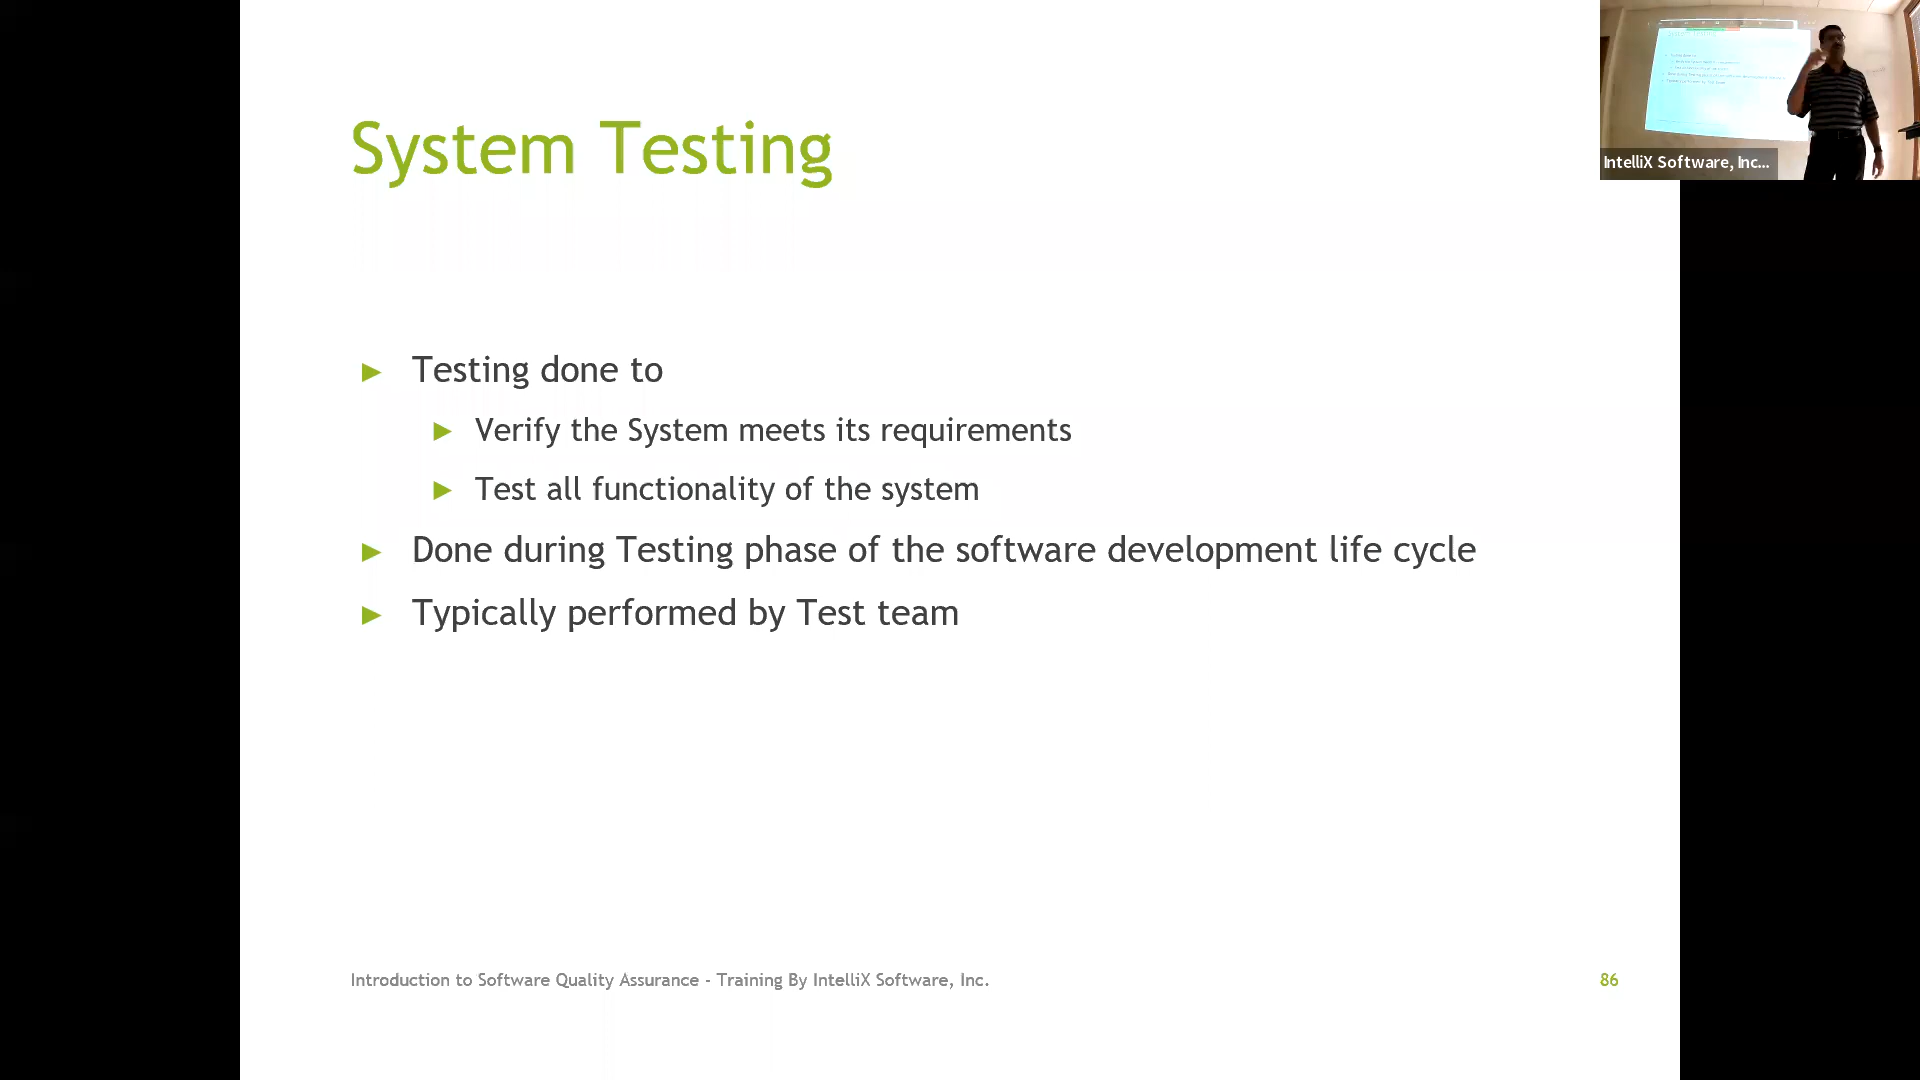 System Testing
IntelliX Software, Inc...
► Testing done to
► Verify the System meets its requirements
► Test all functionality of the system
► Done during Testing phase of the software development life cycle
► Typically performed by Test team
Introduction to Software Quality Assurance - Training By IntelliX Software, Inc.
86